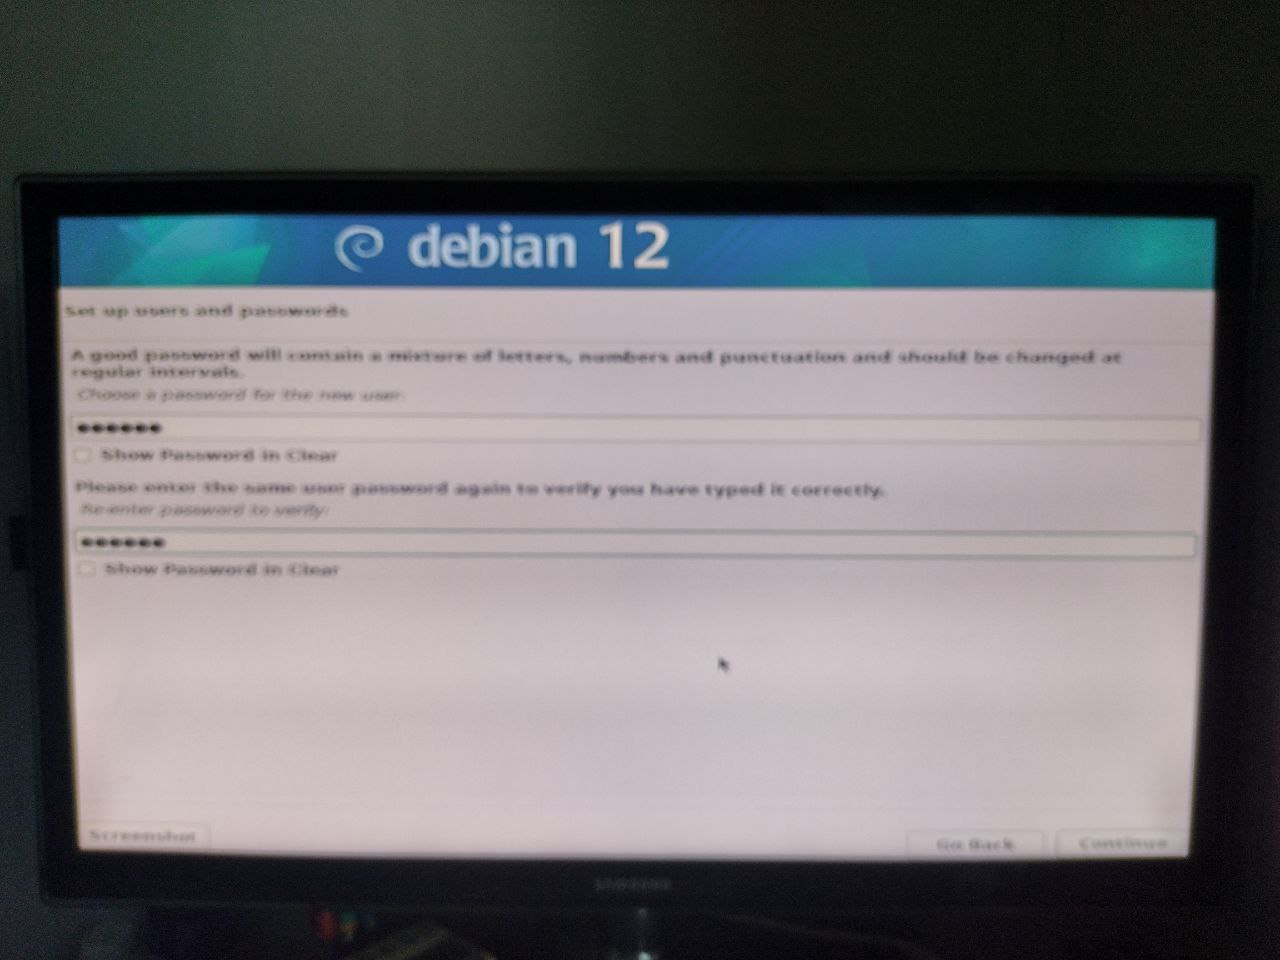 debian 12
Set up users and passwords
A good password will contain a mixture of letters, numbers and punctuation and should be changed at
regular intervals.
Choose a password for the new user:
●●●●●●
Show Password in Clear
Please enter the same user password again to verify you have typed it correctly.
Re-enter password to verify:
●●●●●●
Show Password in Clear
Screenshot
Go Back
Continue
SAMSUNG